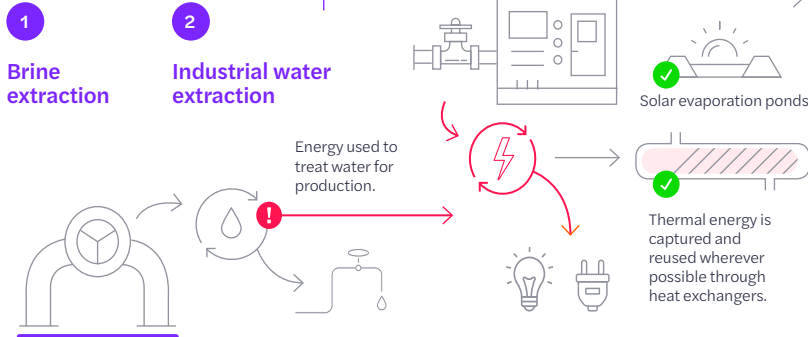 1
Brine
extraction
2
Industrial water
extraction
Energy used to
treat water for
production.
!
Solar evaporation ponds
Thermal energy is
captured and
reused wherever
possible through
heat exchangers.